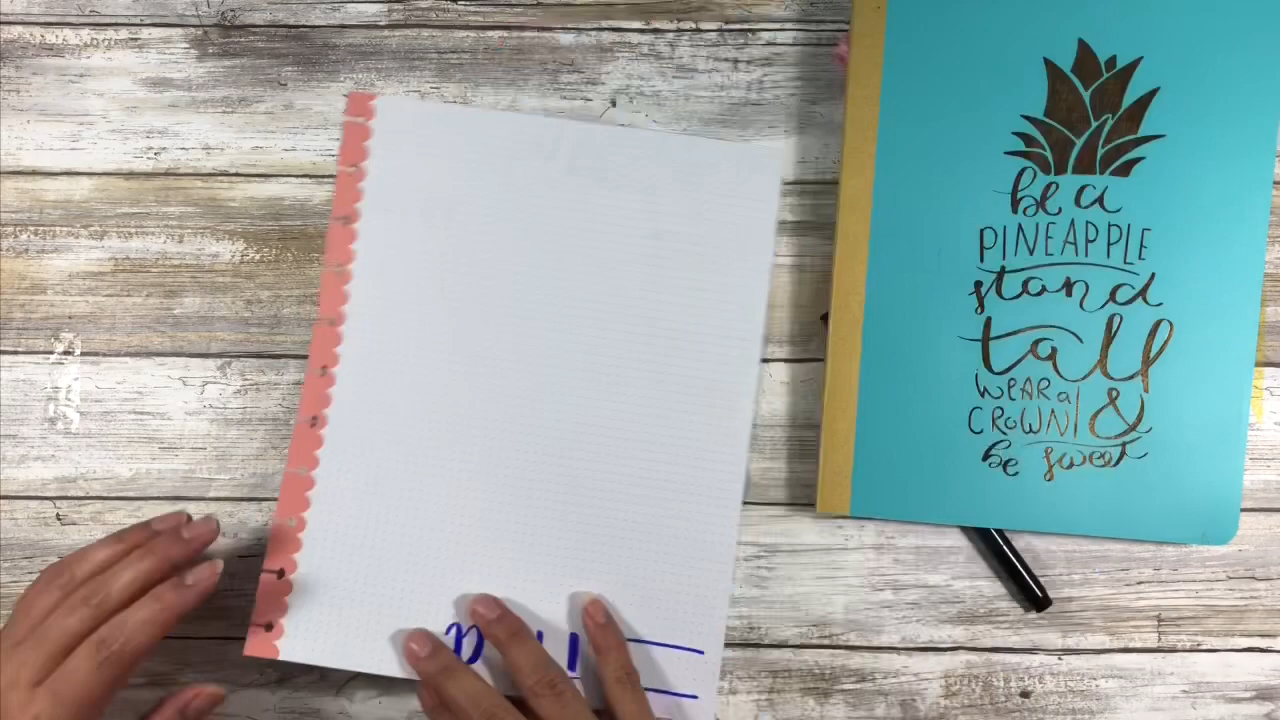 be a
PINEAPPLE
stand
tall
WEAR a
CROWN &
be sweet